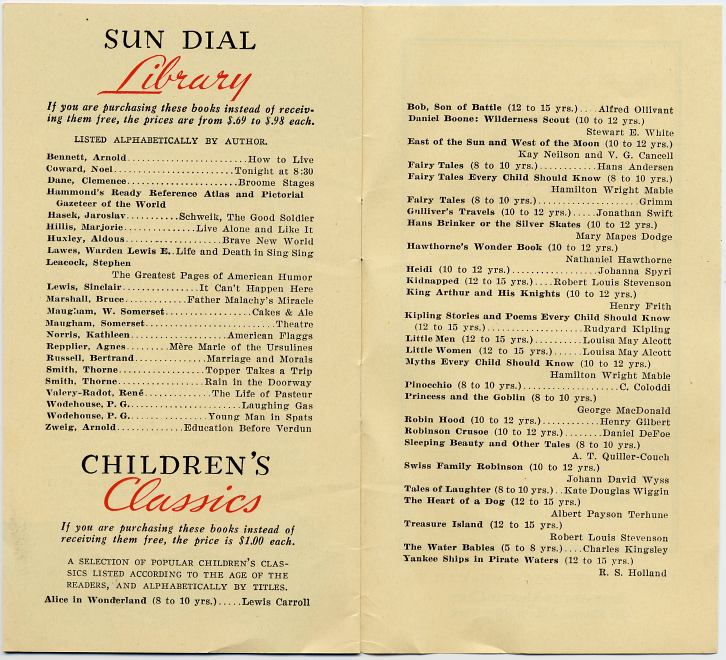 SUN DIAL
Library
If you are purchasing these books instead of receiv-
ing them free, the prices are from $.69 to $.98 each.
LISTED ALPHABETICALLY BY AUTHOR.
Bennett, Arnold........................How to Live
Coward, Noel........................Tonight at 8:30
Dane, Clemence....................Broome Stages
Hammond's Ready Reference Atlas and Pictorial
Gazeteer of the World
Hasek, Jaroslav..........Schweik, The Good Soldier
Hillis, Marjorie................Live Alone and Like It
Huxley, Aldous....................Brave New World
Lawes, Warden Lewis E..Life and Death in Sing Sing
Leacock, Stephen
The Greatest Pages of American Humor
Lewis, Sinclair................It Can't Happen Here
Marshall, Bruce............Father Malachy's Miracle
Maugham, W. Somerset................Cakes & Ale
Maugham, Somerset........................Theatre
Norris, Kathleen....................American Flaggs
Repplier, Agnes........Mère Marie of the Ursulines
Russell, Bertrand..............Marriage and Morals
Smith, Thorne................Topper Takes a Trip
Smith, Thorne................Rain in the Doorway
Valery-Radot, René..............The Life of Pasteur
Wodehouse, P. G.....................Laughing Gas
Wodehouse, P. G................Young Man in Spats
Zweig, Arnold..............Education Before Verdun
CHILDREN'S
Classics
If you are purchasing these books instead of
receiving them free, the price is $1.00 each.
A SELECTION OF POPULAR CHILDREN'S CLAS-
SICS LISTED ACCORDING TO THE AGE OF THE
READERS, AND ALPHABETICALLY BY TITLES.
Alice in Wonderland (8 to 10 yrs.).....Lewis Carroll
Bob, Son of Battle (12 to 15 yrs.)....Alfred Ollivant
Daniel Boone: Wilderness Scout (10 to 12 yrs.)
Stewart E. White
East of the Sun and West of the Moon (10 to 12 yrs.)
Kay Neilson and V. G. Cancell
Fairy Tales (8 to 10 yrs.)..............Hans Andersen
Fairy Tales Every Child Should Know (8 to 10 yrs.)
Hamilton Wright Mabie
Fairy Tales (8 to 10 yrs.)........................Grimm
Gulliver's Travels (10 to 12 yrs.).....Jonathan Swift
Hans Brinker or the Silver Skates (10 to 12 yrs.)
Mary Mapes Dodge
Hawthorne's Wonder Book (10 to 12 yrs.)
Nathaniel Hawthorne
Heidi (10 to 12 yrs.)..................Johanna Spyri
Kidnapped (12 to 15 yrs.)....Robert Louis Stevenson
King Arthur and His Knights (10 to 12 yrs.)
Henry Frith
Kipling Stories and Poems Every Child Should Know
(12 to 15 yrs.)....................Rudyard Kipling
Little Men (12 to 15 yrs.)..........Louisa May Alcott
Little Women (12 to 15 yrs.)......Louisa May Alcott
Myths Every Child Should Know (10 to 12 yrs.)
Hamilton Wright Mabie
Pinocchio (8 to 10 yrs.)....................C. Coloddi
Princess and the Goblin (8 to 10 yrs.)
George MacDonald
Robin Hood (10 to 12 yrs.)............Henry Gilbert
Robinson Crusoe (10 to 12 yrs.)........Daniel DeFoe
Sleeping Beauty and Other Tales (8 to 10 yrs.)
A. T. Quiller-Couch
Swiss Family Robinson (10 to 12 yrs.)
Johann David Wyss
Tales of Laughter (8 to 10 yrs.)..Kate Douglas Wiggin
The Heart of a Dog (12 to 15 yrs.)
Albert Payson Terhune
Treasure Island (12 to 15 yrs.)
Robert Louis Stevenson
The Water Babies (5 to 8 yrs.)....Charles Kingsley
Yankee Ships in Pirate Waters (12 to 15 yrs.)
R. S. Holland